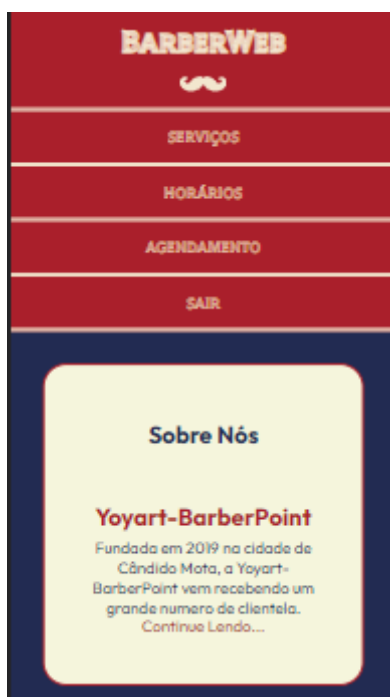 BARBERWEB
SERVIÇOS
HORÁRIOS
AGENDAMENTO
SAIR
Sobre Nós
Yoyart-BarberPoint
Fundada em 2019 na cidade de
Cândido Mota, a Yoyart-
BarberPoint vem recebendo um
grande numero de clientela.
Continue Lendo...